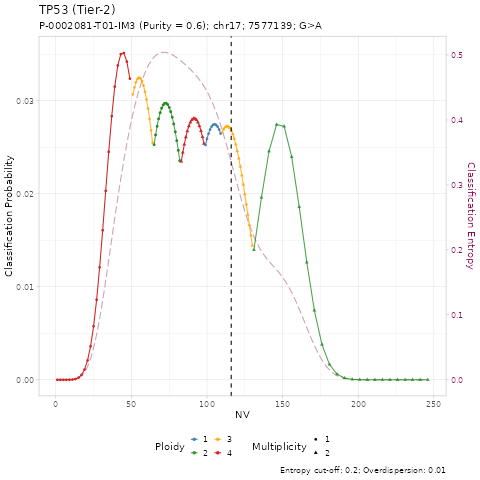 TP53 (Tier-2)
P-0002081-T01-IM3 (Purity = 0.6); chr17; 7577139; G>A
Classification Probability
0.03
0.02
0.01
0.00
0.5
0.4
0.3
0.2
0.1
0.0
Classification Entropy
0 50 100 150 200 250
NV
Ploidy 1 3 Multiplicity 1
2 4 2
Entropy cut-off: 0.2; Overdispersion: 0.01